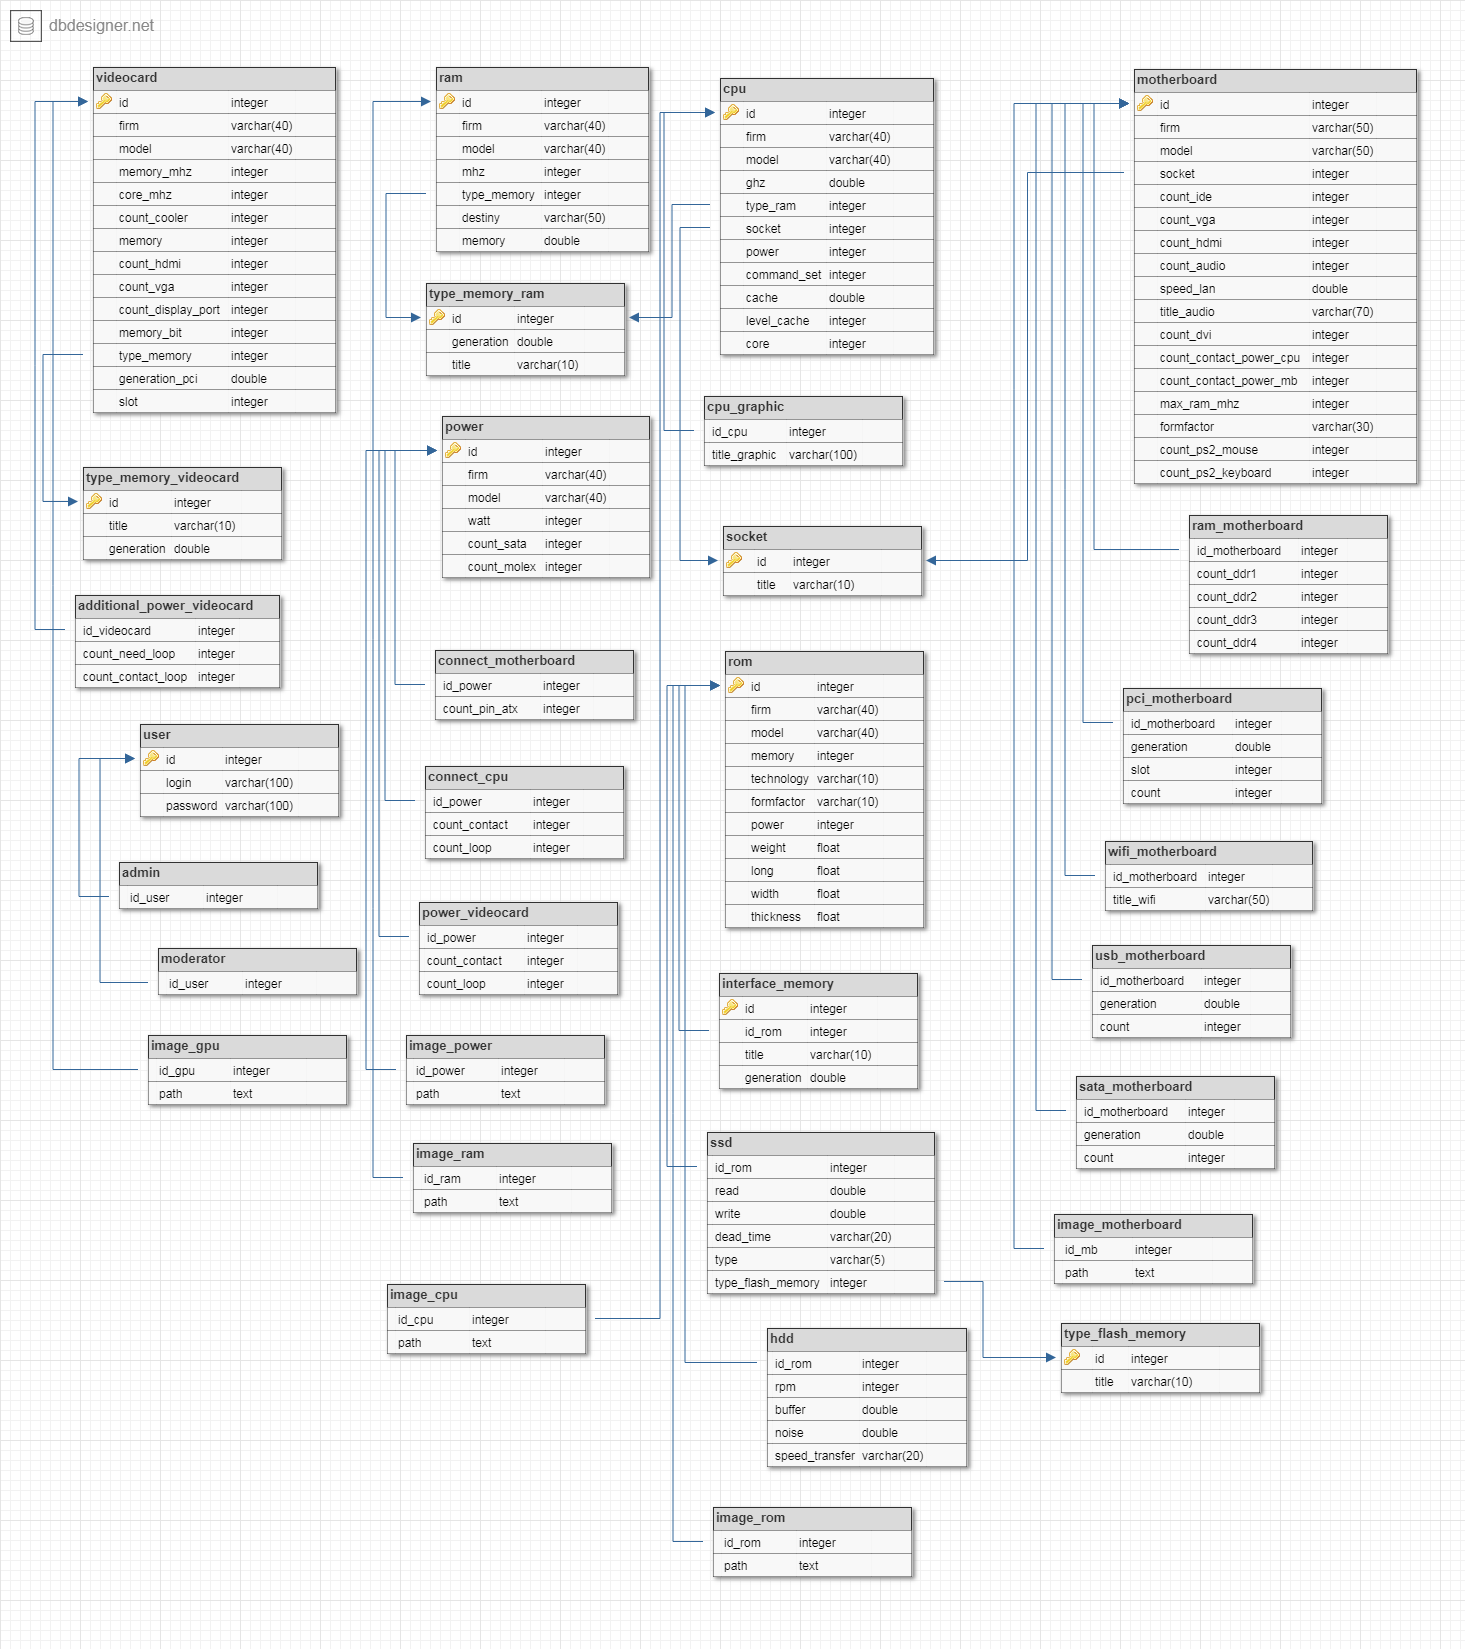 dbdesigner.net
videocard
id integer
firm varchar(40)
model varchar(40)
memory_mhz integer
core_mhz integer
count_cooler integer
memory integer
count_hdmi integer
count_vga integer
count_display_port integer
memory_bit integer
type_memory integer
generation_pci double
slot integer
type_memory_videocard
id integer
title varchar(10)
generation double
additional_power_videocard
id_videocard integer
count_need_loop integer
count_contact_loop integer
user
id integer
login varchar(100)
password varchar(100)
admin
id_user integer
moderator
id_user integer
image_gpu
id_gpu integer
path text
ram
id integer
firm varchar(40)
model varchar(40)
mhz integer
type_memory integer
destiny varchar(50)
memory double
type_memory_ram
id integer
generation double
title varchar(10)
power
id integer
firm varchar(40)
model varchar(40)
watt integer
count_sata integer
count_molex integer
connect_motherboard
id_power integer
count_pin_atx integer
connect_cpu
id_power integer
count_contact integer
count_loop integer
power_videocard
id_power integer
count_contact integer
count_loop integer
image_power
id_power integer
path text
image_ram
id_ram integer
path text
image_cpu
id_cpu integer
path text
cpu
id integer
firm varchar(40)
model varchar(40)
ghz double
type_ram integer
socket integer
power integer
command_set integer
cache double
level_cache integer
core integer
cpu_graphic
id_cpu integer
title_graphic varchar(100)
socket
id integer
title varchar(10)
rom
id integer
firm varchar(40)
model varchar(40)
memory integer
technology varchar(10)
formfactor varchar(10)
power integer
weight float
long float
width float
thickness float
interface_memory
id integer
id_rom integer
title varchar(10)
generation double
ssd
id_rom integer
read double
write double
dead_time varchar(20)
type varchar(5)
type_flash_memory integer
hdd
id_rom integer
rpm integer
buffer double
noise double
speed_transfer varchar(20)
image_rom
id_rom integer
path text
motherboard
id integer
firm varchar(50)
model varchar(50)
socket integer
count_ide integer
count_vga integer
count_hdmi integer
count_audio integer
speed_lan double
title_audio varchar(70)
count_dvi integer
count_contact_power_cpu integer
count_contact_power_mb integer
max_ram_mhz integer
formfactor varchar(30)
count_ps2_mouse integer
count_ps2_keyboard integer
ram_motherboard
id_motherboard integer
count_ddr1 integer
count_ddr2 integer
count_ddr3 integer
count_ddr4 integer
pci_motherboard
id_motherboard integer
generation double
slot integer
count integer
wifi_motherboard
id_motherboard integer
title_wifi varchar(50)
usb_motherboard
id_motherboard integer
generation double
count integer
sata_motherboard
id_motherboard integer
generation double
count integer
image_motherboard
id_mb integer
path text
type_flash_memory
id integer
title varchar(10)